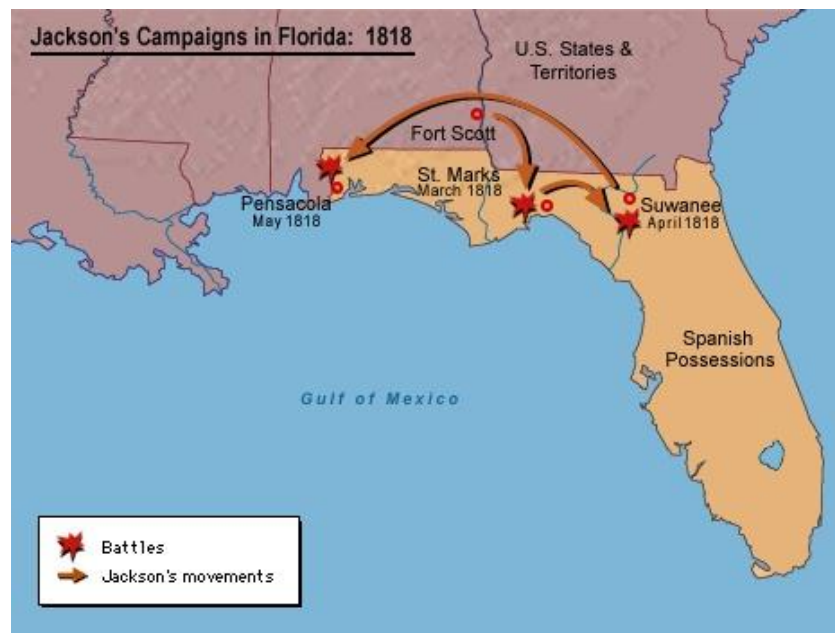 Jackson's Campaigns in Florida: 1818
U.S. States &
Territories
Fort Scott
St. Marks
March 1818
Pensacola
May 1818
Suwanee
April 1818
Spanish
Possessions
Gulf of Mexico
Battles
Jackson's movements